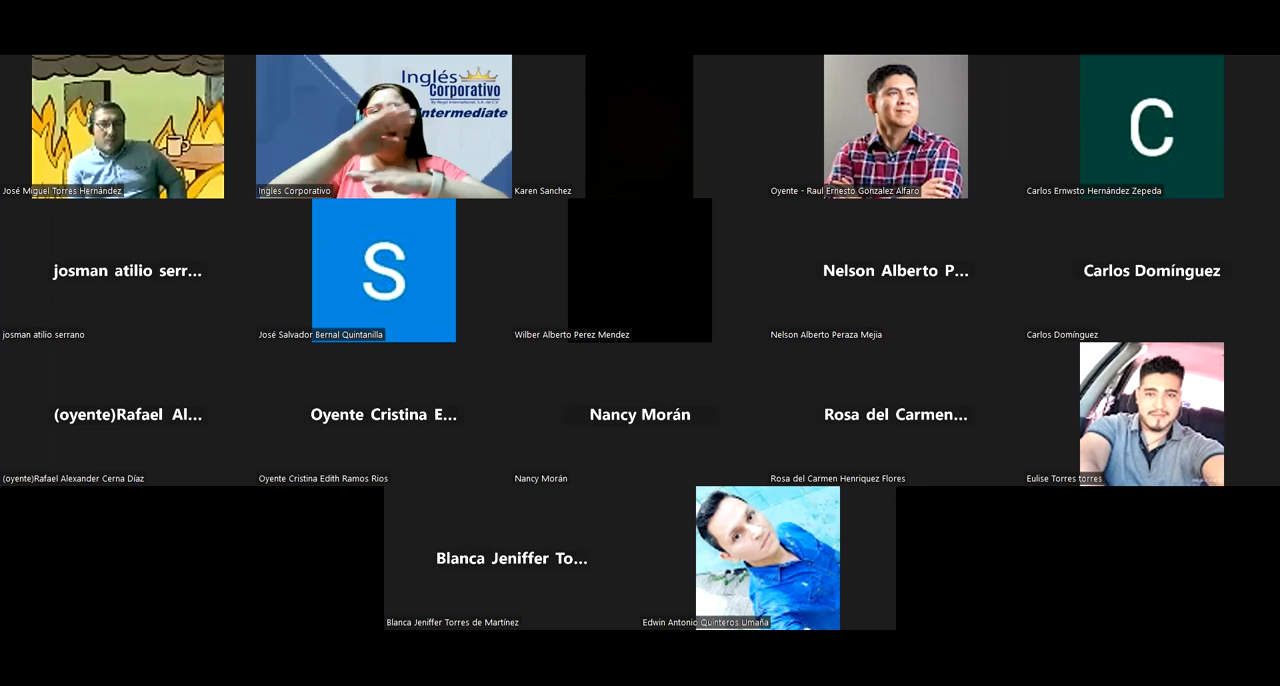 Inglés
Corporativo
By Regal International, S.A. de C.V.
Intermediate
José Miguel Torres Hernández
Ingles Corporativo
Karen Sanchez
Oyente - Raul Ernesto Gonzalez Alfaro
C
Carlos Ernwsto Hernández Zepeda
josman atilio serr...
josman atilio serrano
S
José Salvador Bernal Quintanilla
Wilber Alberto Perez Mendez
Nelson Alberto P...
Nelson Alberto Peraza Mejia
Carlos Domínguez
Carlos Domínguez
(oyente)Rafael Al...
(oyente)Rafael Alexander Cerna Díaz
Oyente Cristina E...
Oyente Cristina Edith Ramos Rios
Nancy Morán
Nancy Morán
Rosa del Carmen...
Rosa del Carmen Henriquez Flores
Eulise Torres torres
Blanca Jeniffer To...
Blanca Jeniffer Torres de Martínez
Edwin Antonio Quinteros Umaña